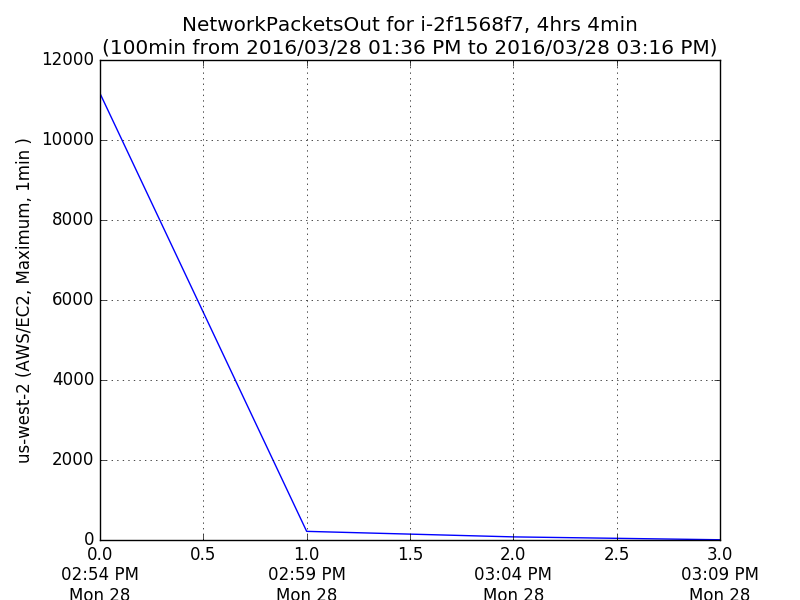 NetworkPacketsOut for i-2f1568f7, 4hrs 4min
(100min from 2016/03/28 01:36 PM to 2016/03/28 03:16 PM)
us-west-2 (AWS/EC2, Maximum, 1min )
12000
10000
8000
6000
4000
2000
0
0.0 0.5 1.0 1.5 2.0 2.5 3.0
02:54 PM 02:59 PM 03:04 PM 03:09 PM
Mon 28 Mon 28 Mon 28 Mon 28